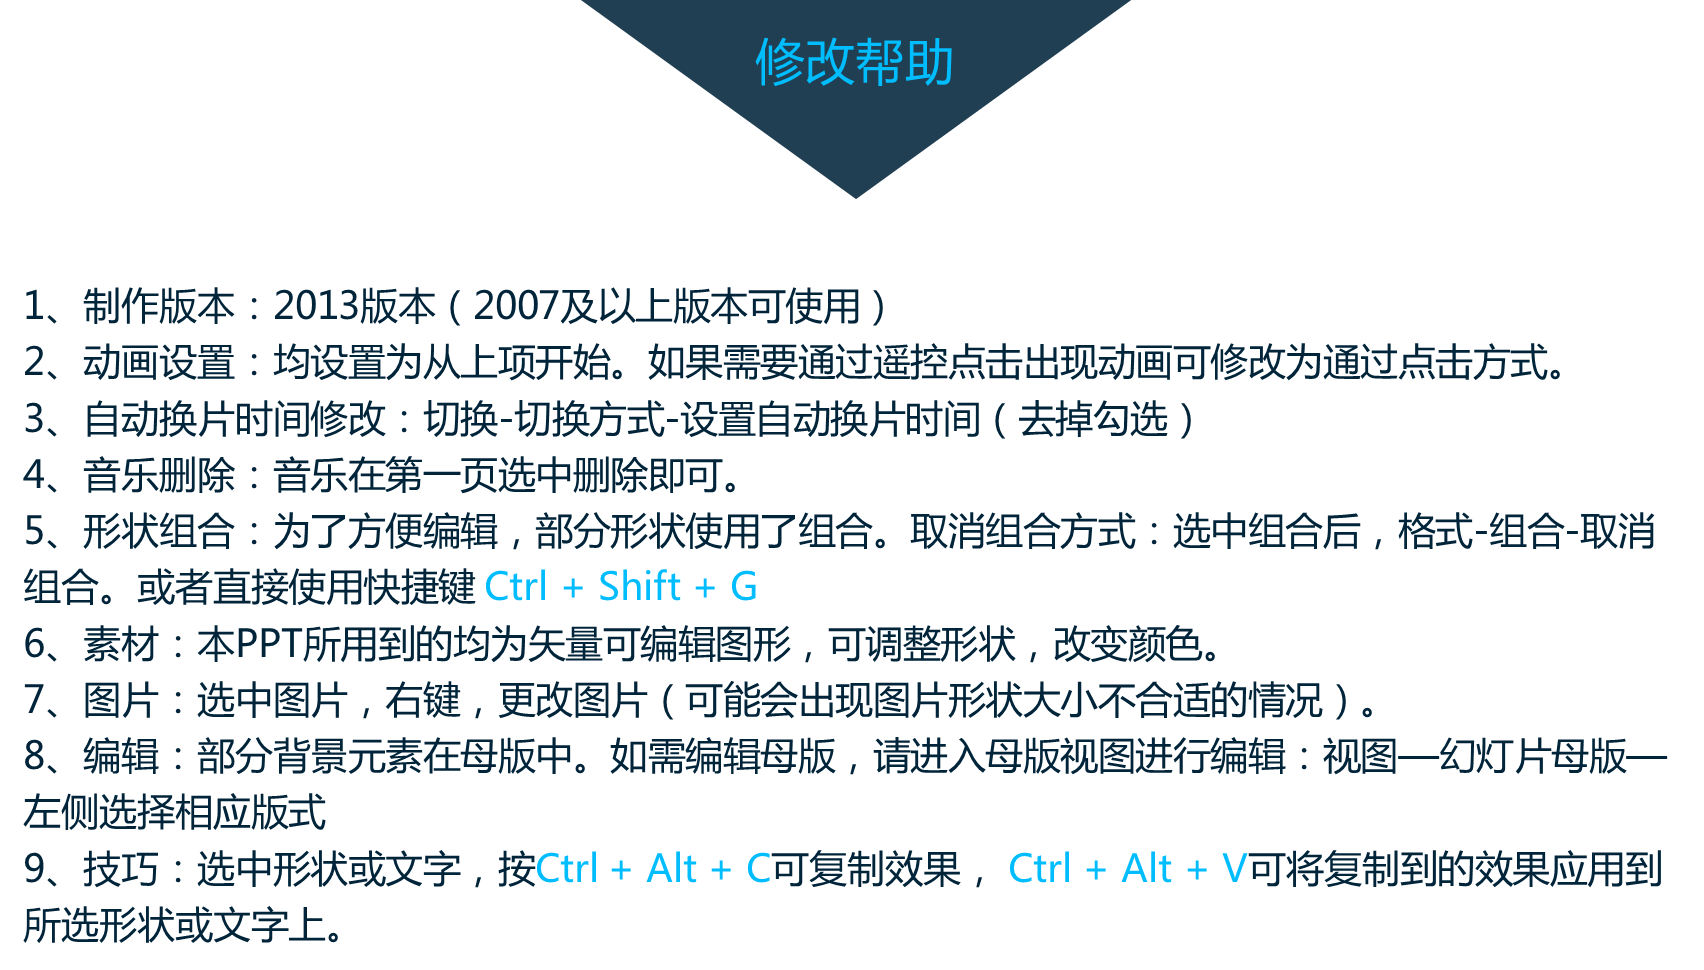 修改帮助
1、制作版本：2013版本（2007及以上版本可使用）
2、动画设置：均设置为从上项开始。如果需要通过遥控点击出现动画可修改为通过点击方式。
3、自动换片时间修改：切换-切换方式-设置自动换片时间（去掉勾选）
4、音乐删除：音乐在第一页选中删除即可。
5、形状组合：为了方便编辑，部分形状使用了组合。取消组合方式：选中组合后，格式-组合-取消
组合。或者直接使用快捷键 Ctrl + Shift + G
6、素材：本PPT所用到的均为矢量可编辑图形，可调整形状，改变颜色。
7、图片：选中图片，右键，更改图片（可能会出现图片形状大小不合适的情况）。
8、编辑：部分背景元素在母版中。如需编辑母版，请进入母版视图进行编辑：视图—幻灯片母版—
左侧选择相应版式
9、技巧：选中形状或文字，按Ctrl + Alt + C可复制效果， Ctrl + Alt + V可将复制到的效果应用到
所选形状或文字上。